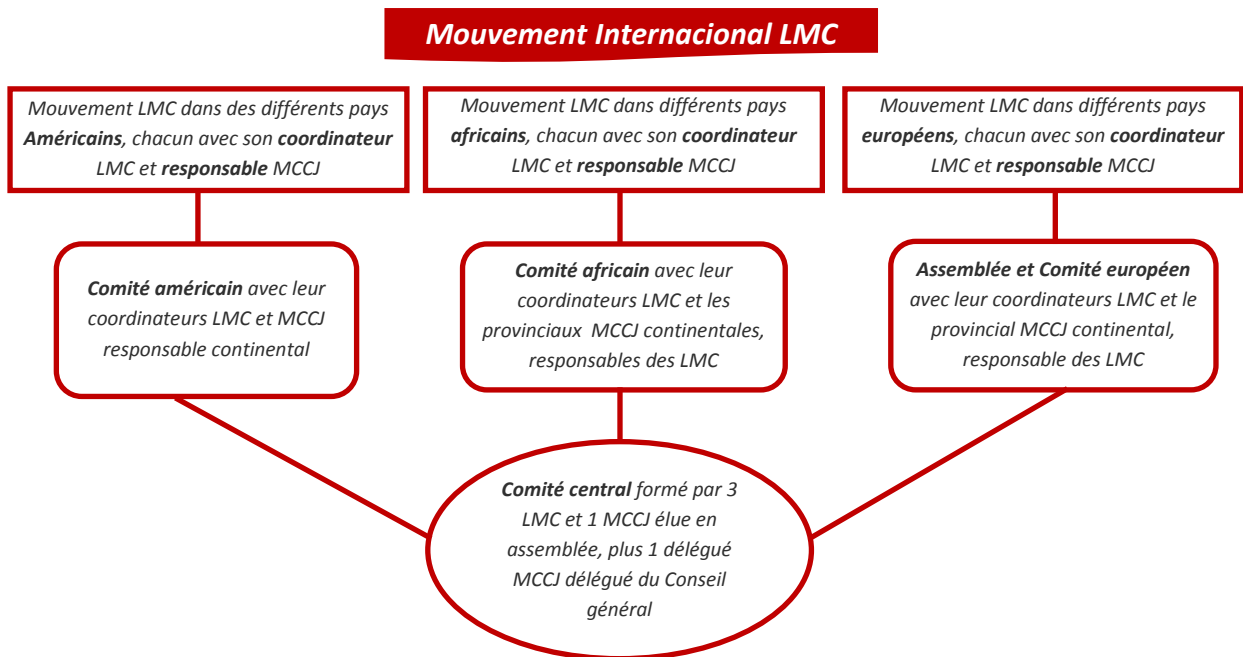 Mouvement Internacional LMC
Mouvement LMC dans des différents pays
Américains, chacun avec son coordinateur
LMC et responsable MCCJ
Mouvement LMC dans différents pays
africains, chacun avec son coordinateur
LMC et responsable MCCJ
Mouvement LMC dans différents pays
européens, chacun avec son coordinateur
LMC et responsable MCCJ
Comité américain avec leur
coordinateurs LMC et MCCJ
responsable continental
Comité africain avec leur
coordinateurs LMC et les
provinciaux MCCJ continentales,
responsables des LMC
Assemblée et Comité européen
avec leur coordinateurs LMC et le
provincial MCCJ continental,
responsable des LMC
Comité central formé par 3
LMC et 1 MCCJ élue en
assemblée, plus 1 délégué
MCCJ délégué du Conseil
général